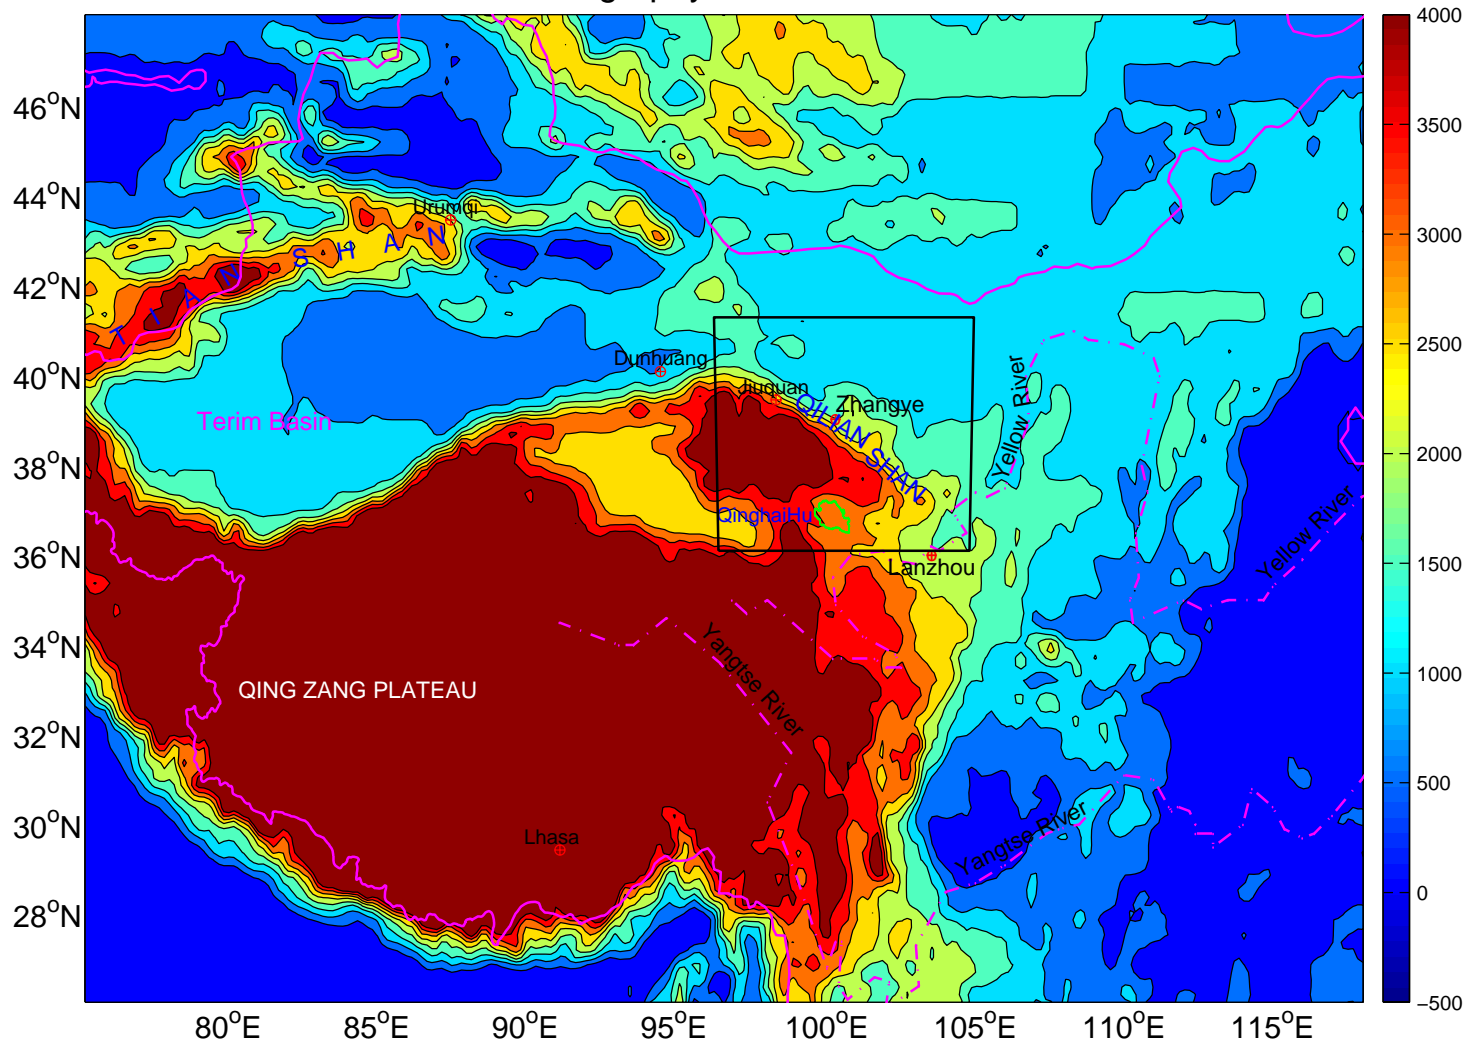 46°N
44°N
42°N
40°N
38°N
36°N
34°N
32°N
30°N
28°N
80°E
85°E
90°E
95°E
100°E
105°E
110°E
115°E
4000
3500
3000
2500
2000
1500
1000
500
0
−500
Urumqi
TIAN SHAN
Dunhuang
Jiuquan
Zhangye
QILIAN SHAN
Terim Basin
Yellow River
QinghaiHu
Lanzhou
Yellow River
Yangtse River
QING ZANG PLATEAU
Lhasa
Yangtse River